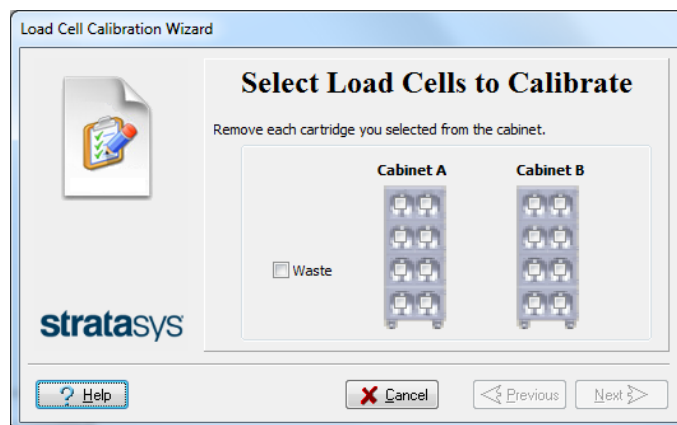 Load Cell Calibration Wizard
Select Load Cells to Calibrate
Remove each cartridge you selected from the cabinet.
Cabinet A Cabinet B
Waste
stratasys
? Help
Cancel
Previous
Next